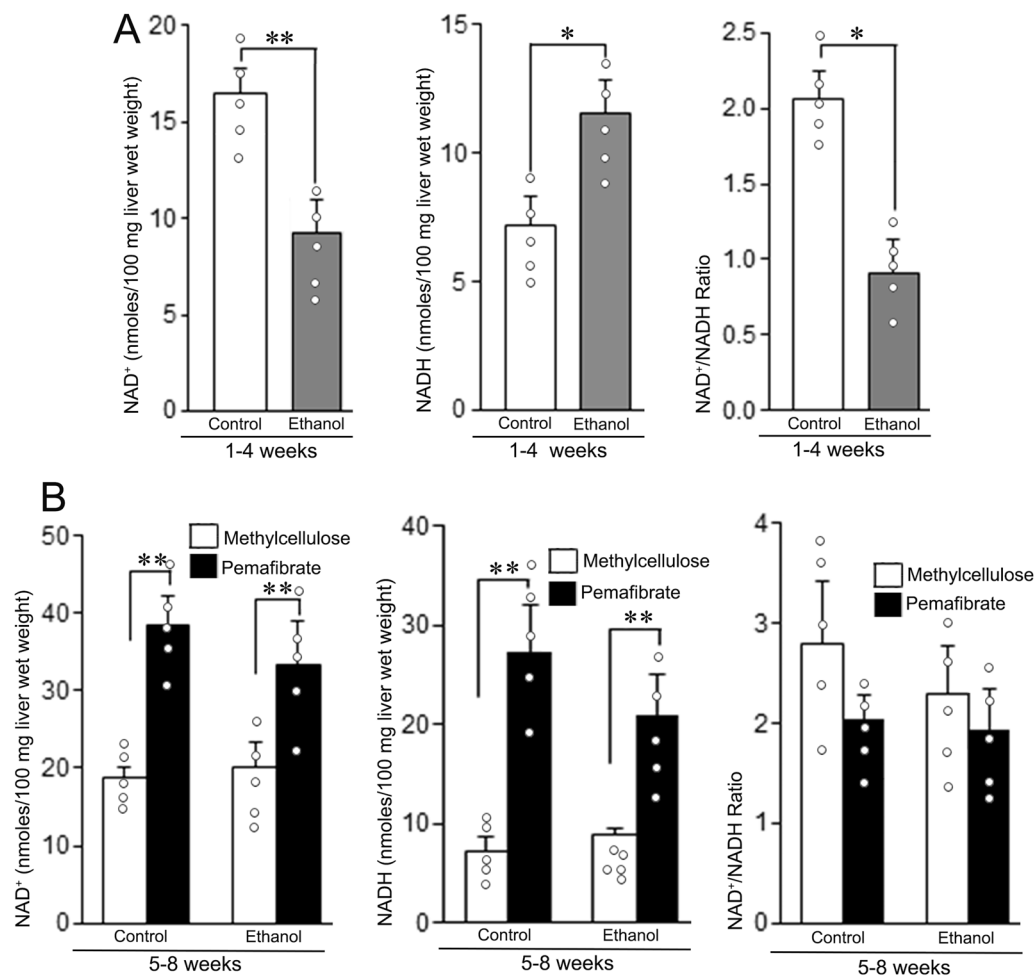 A
NAD⁺ (nmoles/100 mg liver wet weight)
20
15
10
5
0
**
Control
Ethanol
1-4 weeks
NADH (nmoles/100 mg liver wet weight)
15
10
5
0
*
Control
Ethanol
1-4 weeks
NAD⁺/NADH Ratio
2.5
2.0
1.5
1.0
0.5
0.0
*
Control
Ethanol
1-4 weeks
B
NAD⁺ (nmoles/100 mg liver wet weight)
50
40
30
20
10
0
Methylcellulose
Pemafibrate
**
**
Control
Ethanol
5-8 weeks
NADH (nmoles/100 mg liver wet weight)
40
30
20
10
0
Methylcellulose
Pemafibrate
**
**
Control
Ethanol
5-8 weeks
NAD⁺/NADH Ratio
4
3
2
1
0
Methylcellulose
Pemafibrate
Control
Ethanol
5-8 weeks